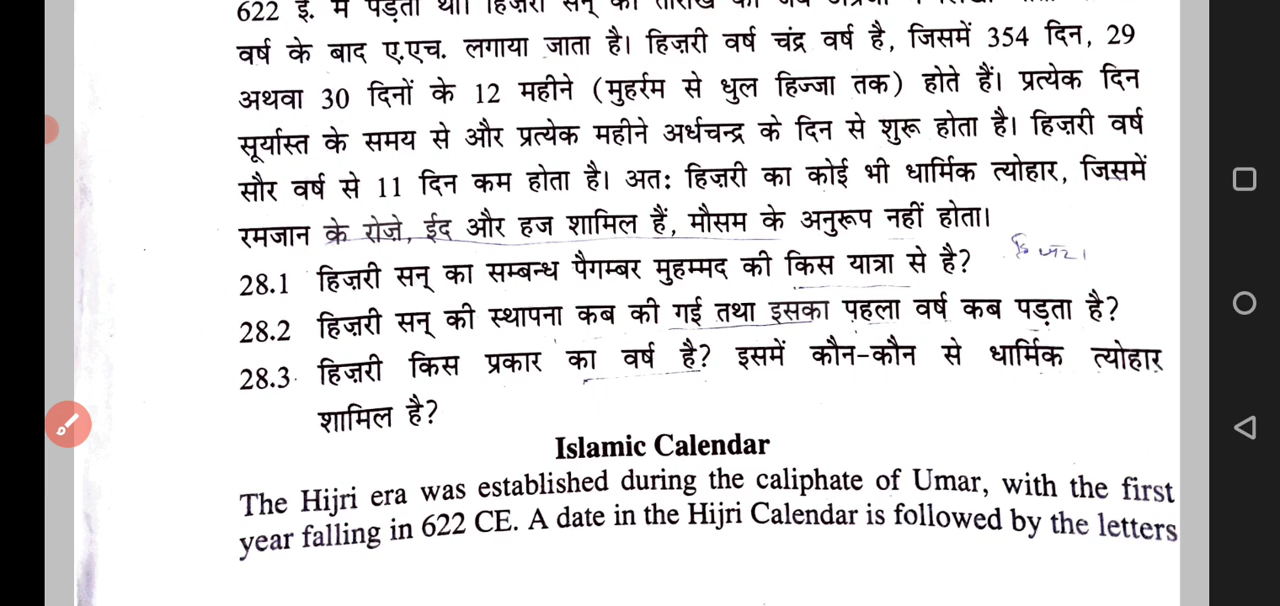 622 ई. में पड़ता था। हिज़री सन् की तारीख को जब अंग्रेजी में
वर्ष के बाद ए.एच. लगाया जाता है। हिज़री वर्ष चंद्र वर्ष है, जिसमें 354 दिन, 29
अथवा 30 दिनों के 12 महीने (मुहर्रम से धुल हिज्जा तक) होते हैं। प्रत्येक दिन
सूर्यास्त के समय से और प्रत्येक महीने अर्धचन्द्र के दिन से शुरू होता है। हिज़री वर्ष
सौर वर्ष से 11 दिन कम होता है। अतः हिज़री का कोई भी धार्मिक त्योहार, जिसमें
रमजान के रोज़े, ईद और हज शामिल हैं, मौसम के अनुरूप नहीं होता।
28.1 हिज़री सन् का सम्बन्ध पैगम्बर मुहम्मद की किस यात्रा से है?
28.2 हिज़री सन् की स्थापना कब की गई तथा इसका पहला वर्ष कब पड़ता है?
28.3. हिज़री किस प्रकार का वर्ष है? इसमें कौन-कौन से धार्मिक त्योहार
शामिल है?
Islamic Calendar
The Hijri era was established during the caliphate of Umar, with the first
year falling in 622 CE. A date in the Hijri Calendar is followed by the letters